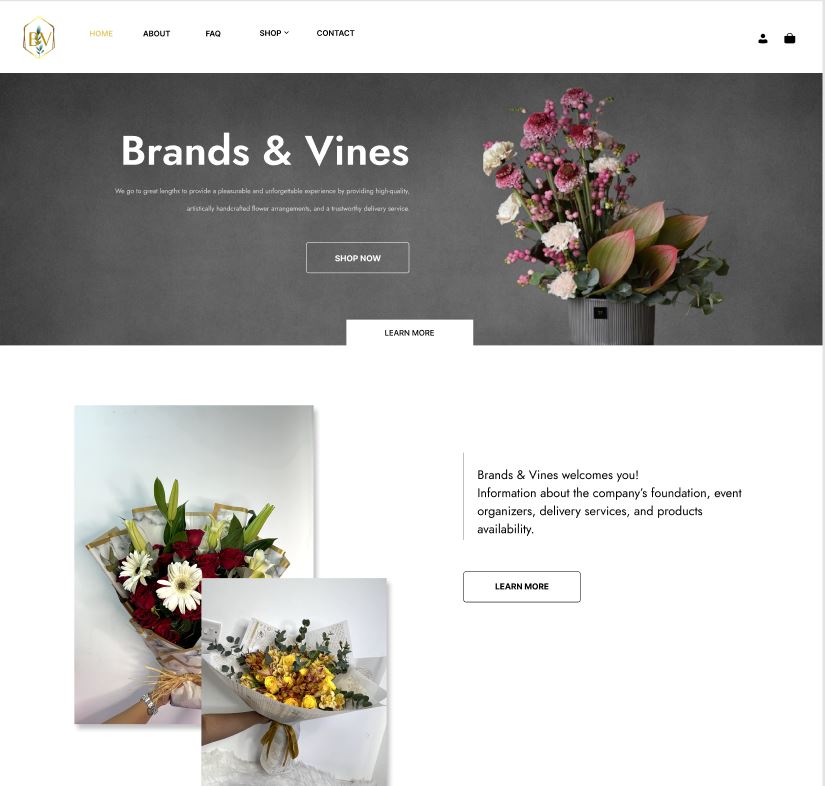 BV
HOME
ABOUT
FAQ
SHOP
CONTACT
Brands & Vines
We go to great lengths to provide a pleasurable and unforgettable experience by providing high-quality,
artistically handcrafted flower arrangements, and a trustworthy delivery service.
SHOP NOW
LEARN MORE
Brands & Vines welcomes you!
Information about the company's foundation, event
organizers, delivery services, and products
availability.
LEARN MORE